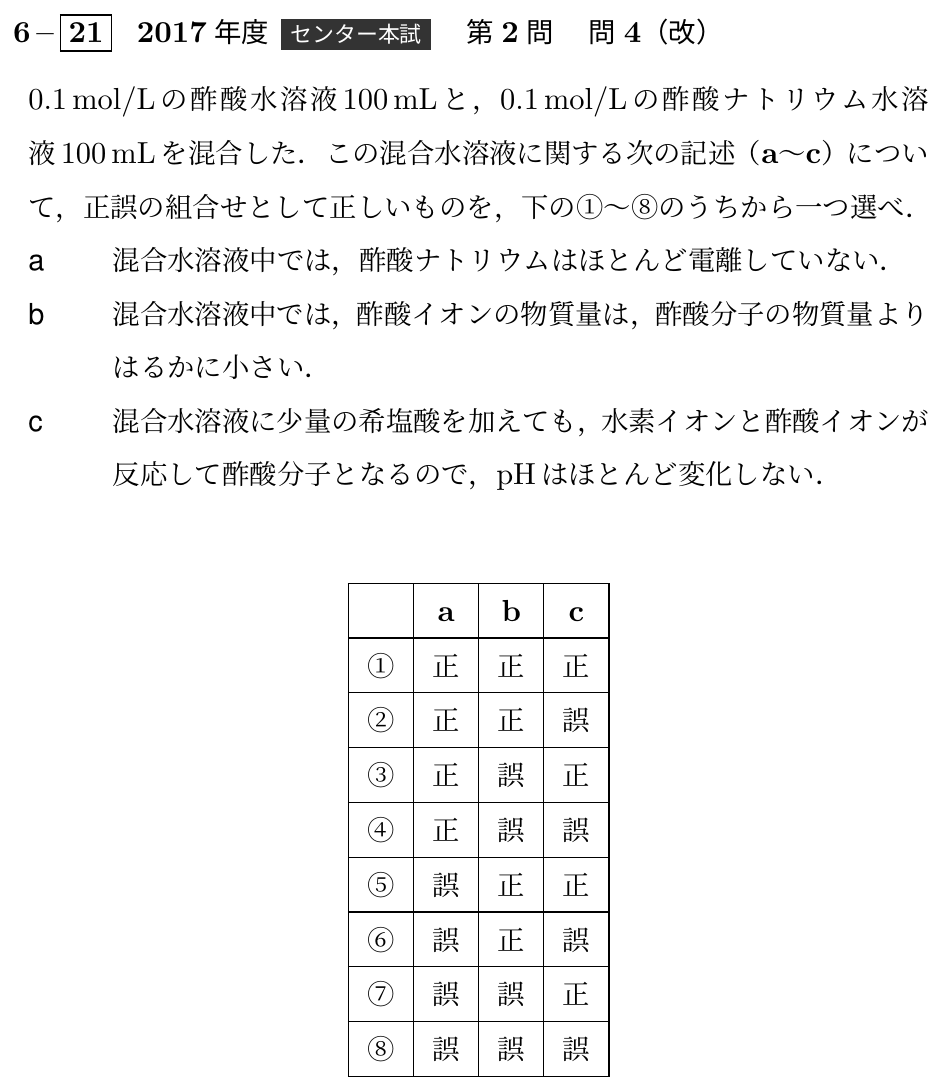 6–21 2017 年度 センター本試 第 2 問 問 4（改）
0.1 mol/L の酢酸水溶液 100 mL と，0.1 mol/L の酢酸ナトリウム水溶
液 100 mL を混合した．この混合水溶液に関する次の記述（a～c）につい
て，正誤の組合せとして正しいものを，下の①～⑧のうちから一つ選べ．
a 混合水溶液中では，酢酸ナトリウムはほとんど電離していない．
b 混合水溶液中では，酢酸イオンの物質量は，酢酸分子の物質量より
はるかに小さい．
c 混合水溶液に少量の希塩酸を加えても，水素イオンと酢酸イオンが
反応して酢酸分子となるので，pH はほとんど変化しない．
a b c
① 正 正 正
② 正 正 誤
③ 正 誤 正
④ 正 誤 誤
⑤ 誤 正 正
⑥ 誤 正 誤
⑦ 誤 誤 正
⑧ 誤 誤 誤